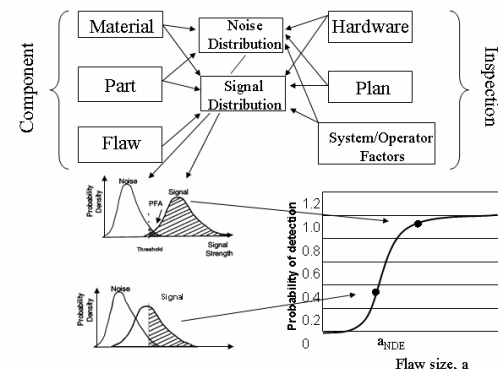 Component
Material
Part
Flaw
Noise
Distribution
Signal
Distribution
Hardware
Plan
System/Operator
Factors
Inspection
Probability
Density
Noise
PFA
Signal
Threshold
Signal
Strength
Probability
Density
Noise
Signal
Probability of detection
1.2
1.0
0.8
0.6
0.4
0.2
0
aNDE
Flaw size, a